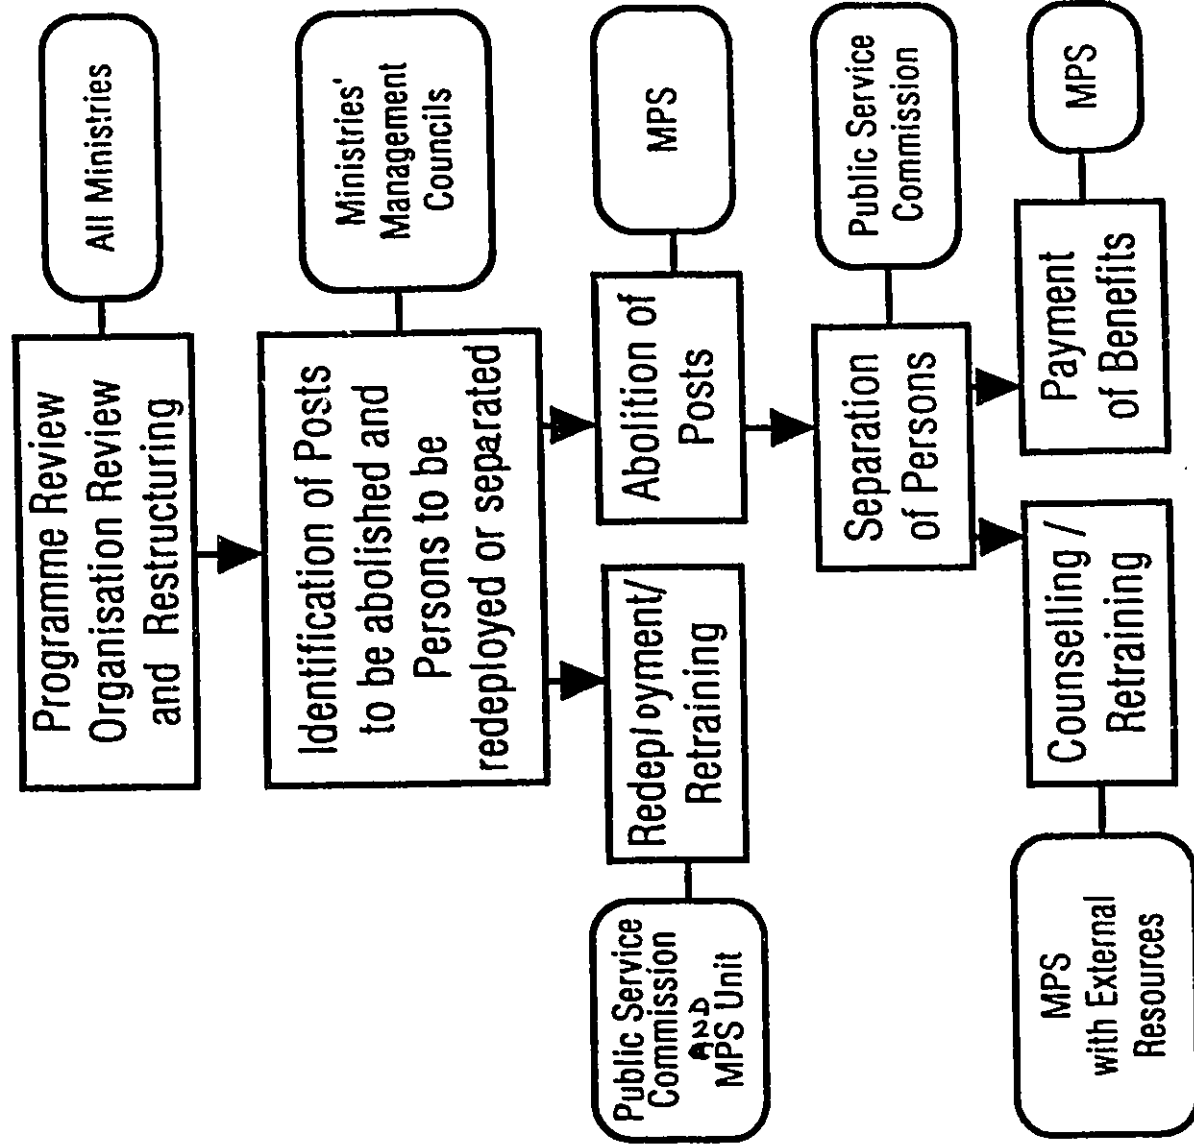 Programme Review
Organisation Review
and Restructuring
All Ministries
Identification of Posts
to be abolished and
Persons to be
redeployed or separated
Ministries'
Management
Councils
Public Service
Commission
AND
MPS Unit
Redeployment/
Retraining
Abolition of
Posts
MPS
Separation
of Persons
Public Service
Commission
MPS
with External
Resources
Counselling /
Retraining
Payment
of Benefits
MPS